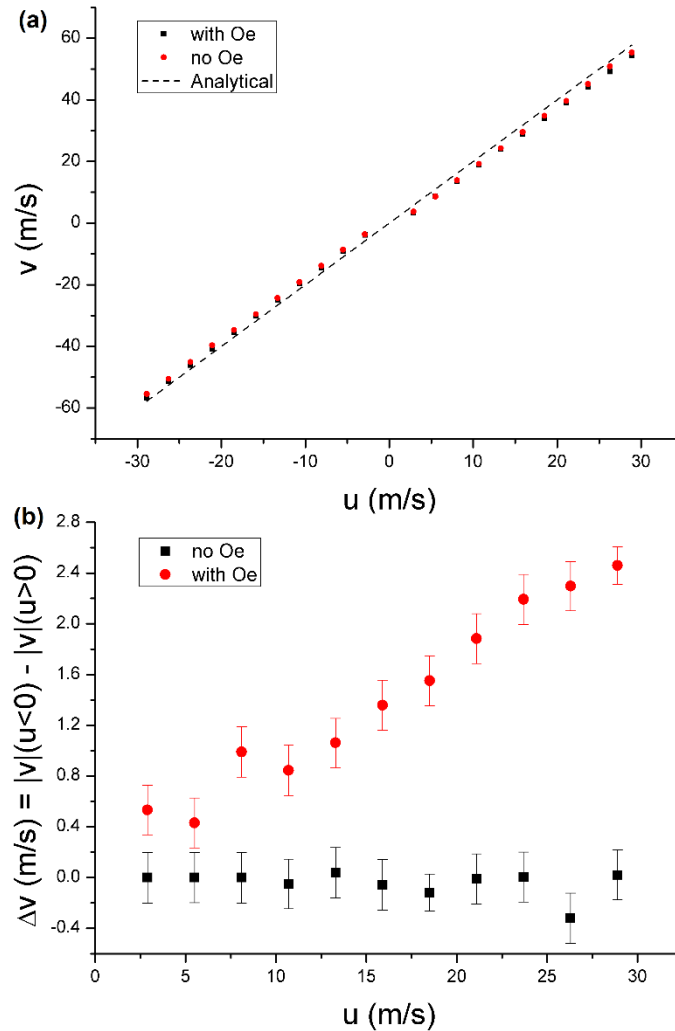 (a)
with Oe
no Oe
Analytical
60
40
20
0
-20
-40
-60
v (m/s)
-30
-20
-10
0
10
20
30
u (m/s)
(b)
no Oe
with Oe
2.8
2.4
2.0
1.6
1.2
0.8
0.4
0.0
-0.4
Δv (m/s) = |v|(u<0) - |v|(u>0)
0
5
10
15
20
25
30
u (m/s)